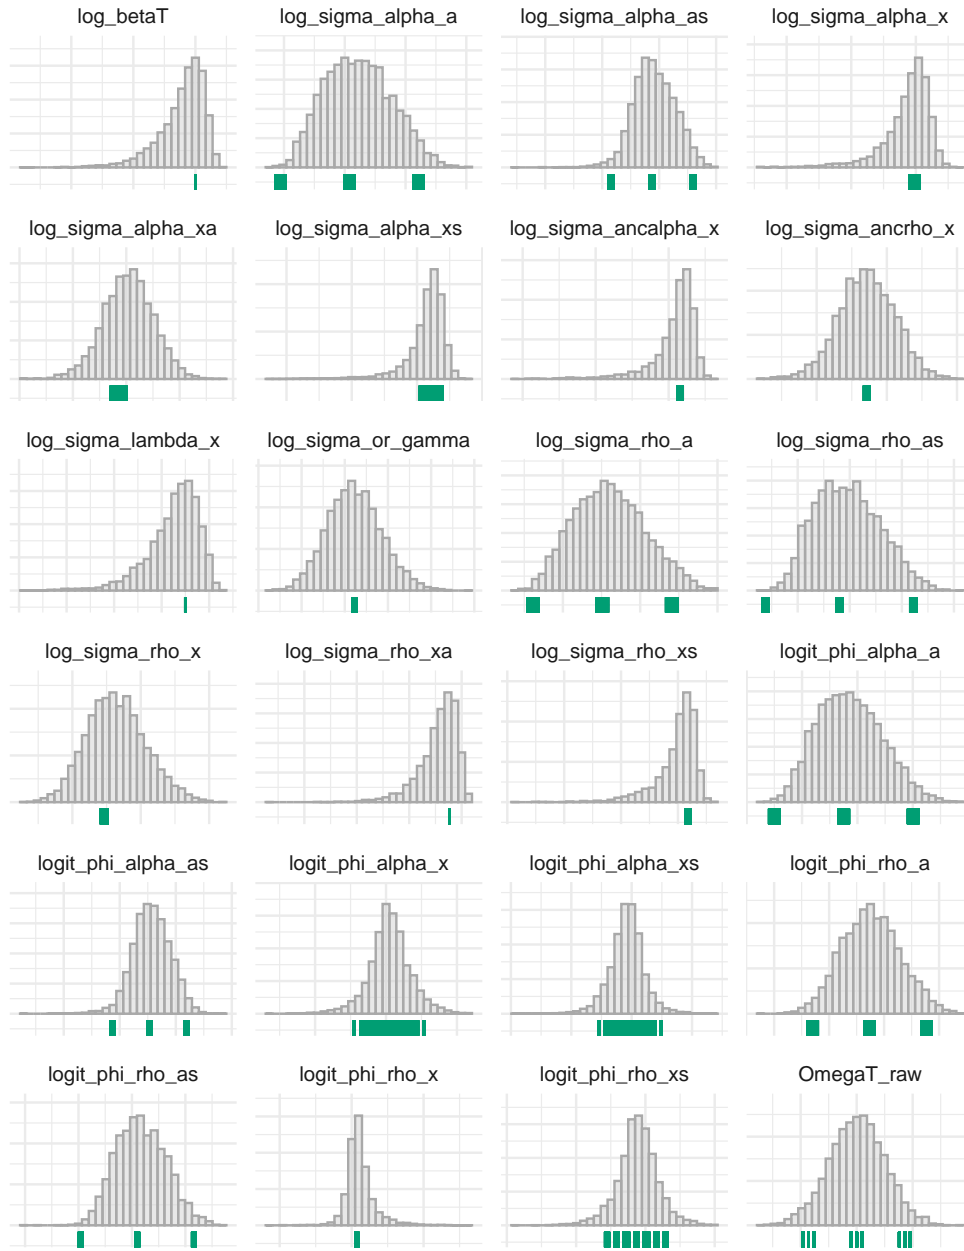 log_betaT log_sigma_alpha_a log_sigma_alpha_as log_sigma_alpha_x
log_sigma_alpha_xa log_sigma_alpha_xs log_sigma_ancalpha_x log_sigma_ancrho_x
log_sigma_lambda_x log_sigma_or_gamma log_sigma_rho_a log_sigma_rho_as
log_sigma_rho_x log_sigma_rho_xa log_sigma_rho_xs logit_phi_alpha_a
logit_phi_alpha_as logit_phi_alpha_x logit_phi_alpha_xs logit_phi_rho_a
logit_phi_rho_as logit_phi_rho_x logit_phi_rho_xs OmegaT_raw